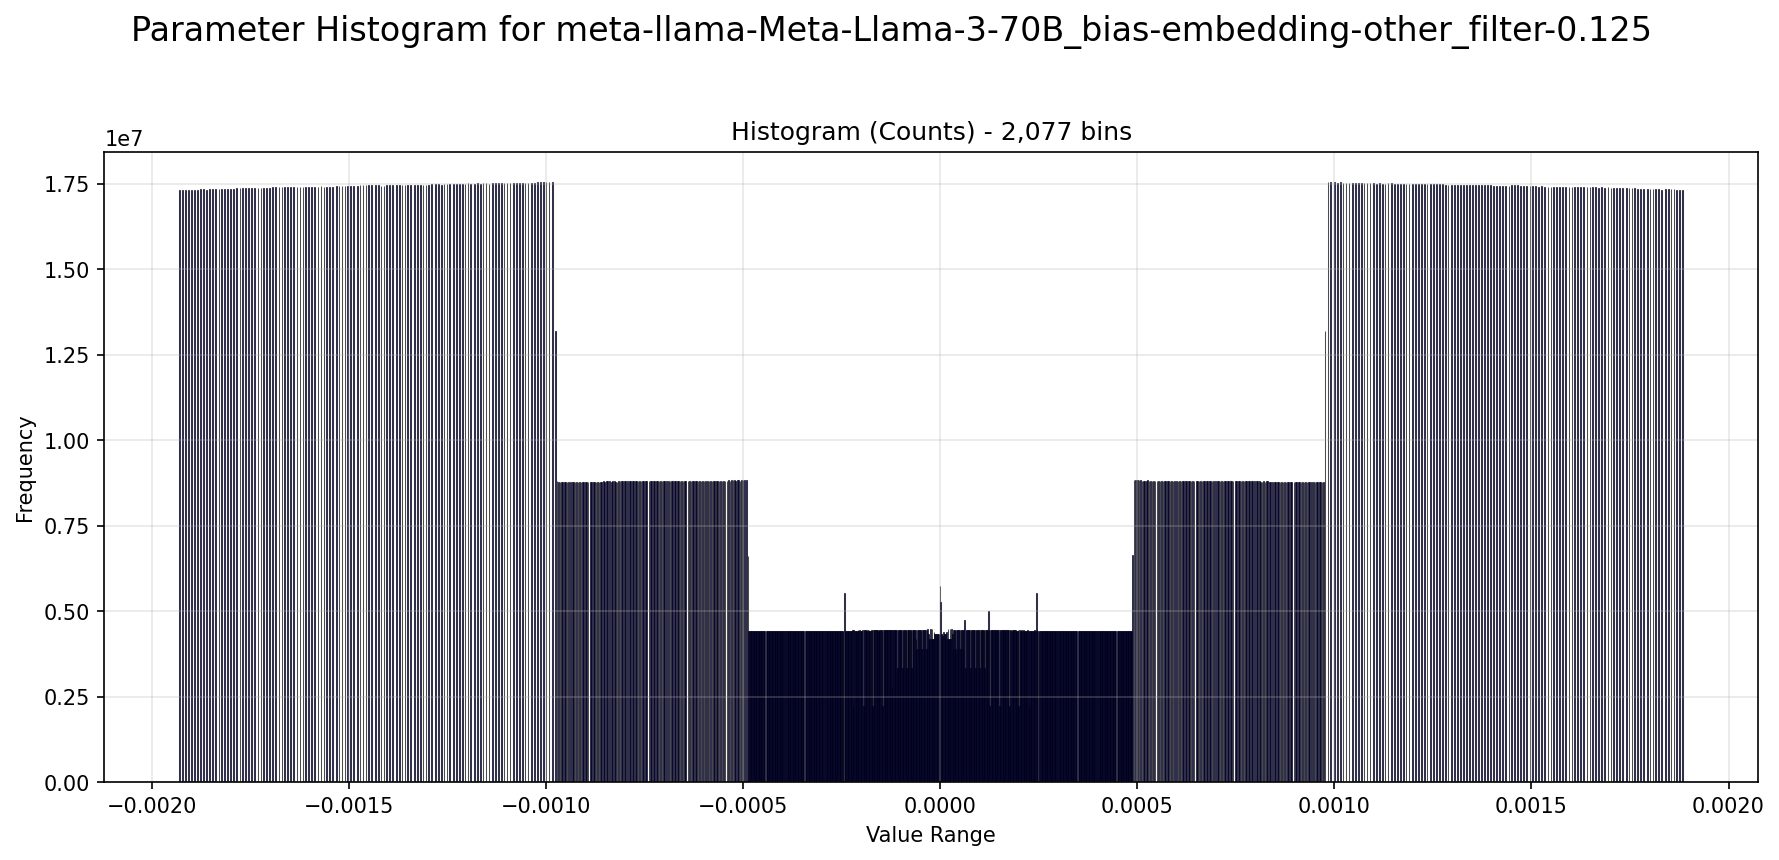 Parameter Histogram for meta-llama-Meta-Llama-3-70B_bias-embedding-other_filter-0.125
Histogram (Counts) - 2,077 bins
1e7
1.75
1.50
1.25
1.00
0.75
0.50
0.25
0.00
Frequency
−0.0020 −0.0015 −0.0010 −0.0005 0.0000 0.0005 0.0010 0.0015 0.0020
Value Range